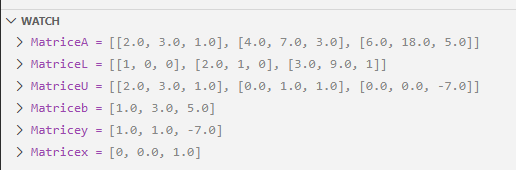 WATCH
MatriceA = [[2.0, 3.0, 1.0], [4.0, 7.0, 3.0], [6.0, 18.0, 5.0]]
MatriceL = [[1, 0, 0], [2.0, 1, 0], [3.0, 9.0, 1]]
MatriceU = [[2.0, 3.0, 1.0], [0.0, 1.0, 1.0], [0.0, 0.0, -7.0]]
Matriceb = [1.0, 3.0, 5.0]
Matricey = [1.0, 1.0, -7.0]
Matricex = [0, 0.0, 1.0]